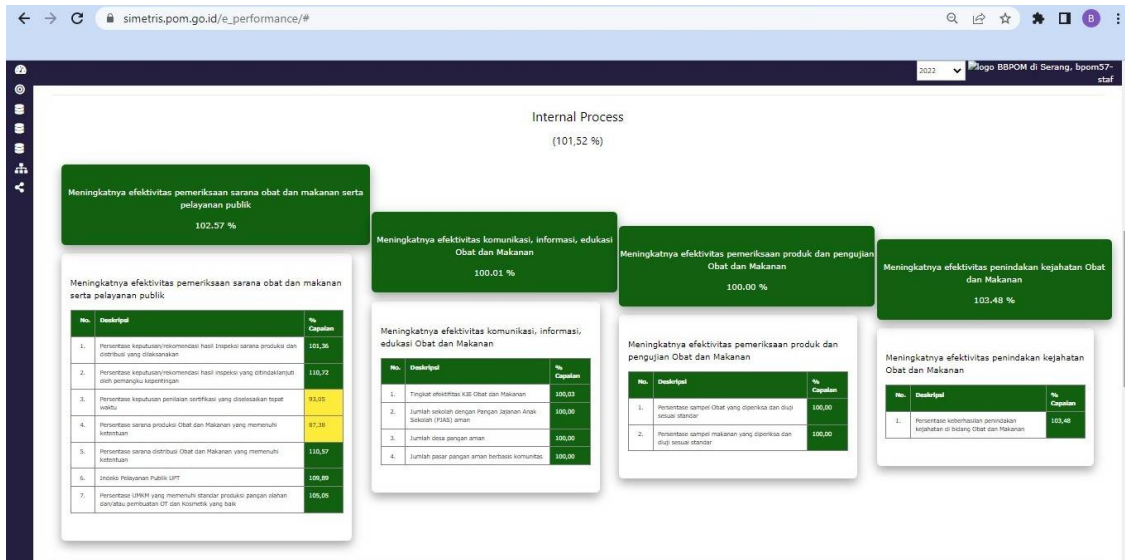 simetris.pom.go.id/e_performance/#
B
2022
logo BBPOM di Serang, bpom57-
staf
Internal Process
(101,52 %)
Meningkatnya efektivitas pemeriksaan sarana obat dan makanan serta
pelayanan publik
102.57 %
Meningkatnya efektivitas pemeriksaan sarana obat dan makanan
serta pelayanan publik
No. Deskripsi % Capaian
1. Persentase keputusan/rekomendasi hasil Inspeksi sarana produksi dan
distribusi yang dilaksanakan 101,36
2. Persentase keputusan/rekomendasi hasil inspeksi yang ditindaklanjuti
oleh pemangku kepentingan 110,72
3. Persentase keputusan penilaian sertifikasi yang diselesaikan tepat
waktu 93,05
4. Persentase sarana produksi Obat dan Makanan yang memenuhi
ketentuan 87,38
5. Persentase sarana distribusi Obat dan Makanan yang memenuhi
ketentuan 110,57
6. Indeks Pelayanan Publik UPT 109,89
7. Persentase UMKM yang memenuhi standar produksi pangan olahan
dan/atau pembuatan OT dan Kosmetik yang baik 105,05
Meningkatnya efektivitas komunikasi, informasi, edukasi
Obat dan Makanan
100.01 %
Meningkatnya efektivitas komunikasi, informasi,
edukasi Obat dan Makanan
No. Deskripsi % Capaian
1. Tingkat efektifitas KIE Obat dan Makanan 100,03
2. Jumlah sekolah dengan Pangan Jajanan Anak
Sekolah (PJAS) aman 100,00
3. Jumlah desa pangan aman 100,00
4. Jumlah pasar pangan aman berbasis komunitas 100,00
Meningkatnya efektivitas pemeriksaan produk dan pengujian
Obat dan Makanan
100.00 %
Meningkatnya efektivitas pemeriksaan produk dan
pengujian Obat dan Makanan
No. Deskripsi % Capaian
1. Persentase sampel Obat yang diperiksa dan diuji
sesuai standar 100,00
2. Persentase sampel makanan yang diperiksa dan
diuji sesuai standar 100,00
Meningkatnya efektivitas penindakan kejahatan Obat
dan Makanan
103.48 %
Meningkatnya efektivitas penindakan kejahatan
Obat dan Makanan
No. Deskripsi % Capaian
1. Persentase keberhasilan penindakan
kejahatan di bidang Obat dan Makanan 103,48